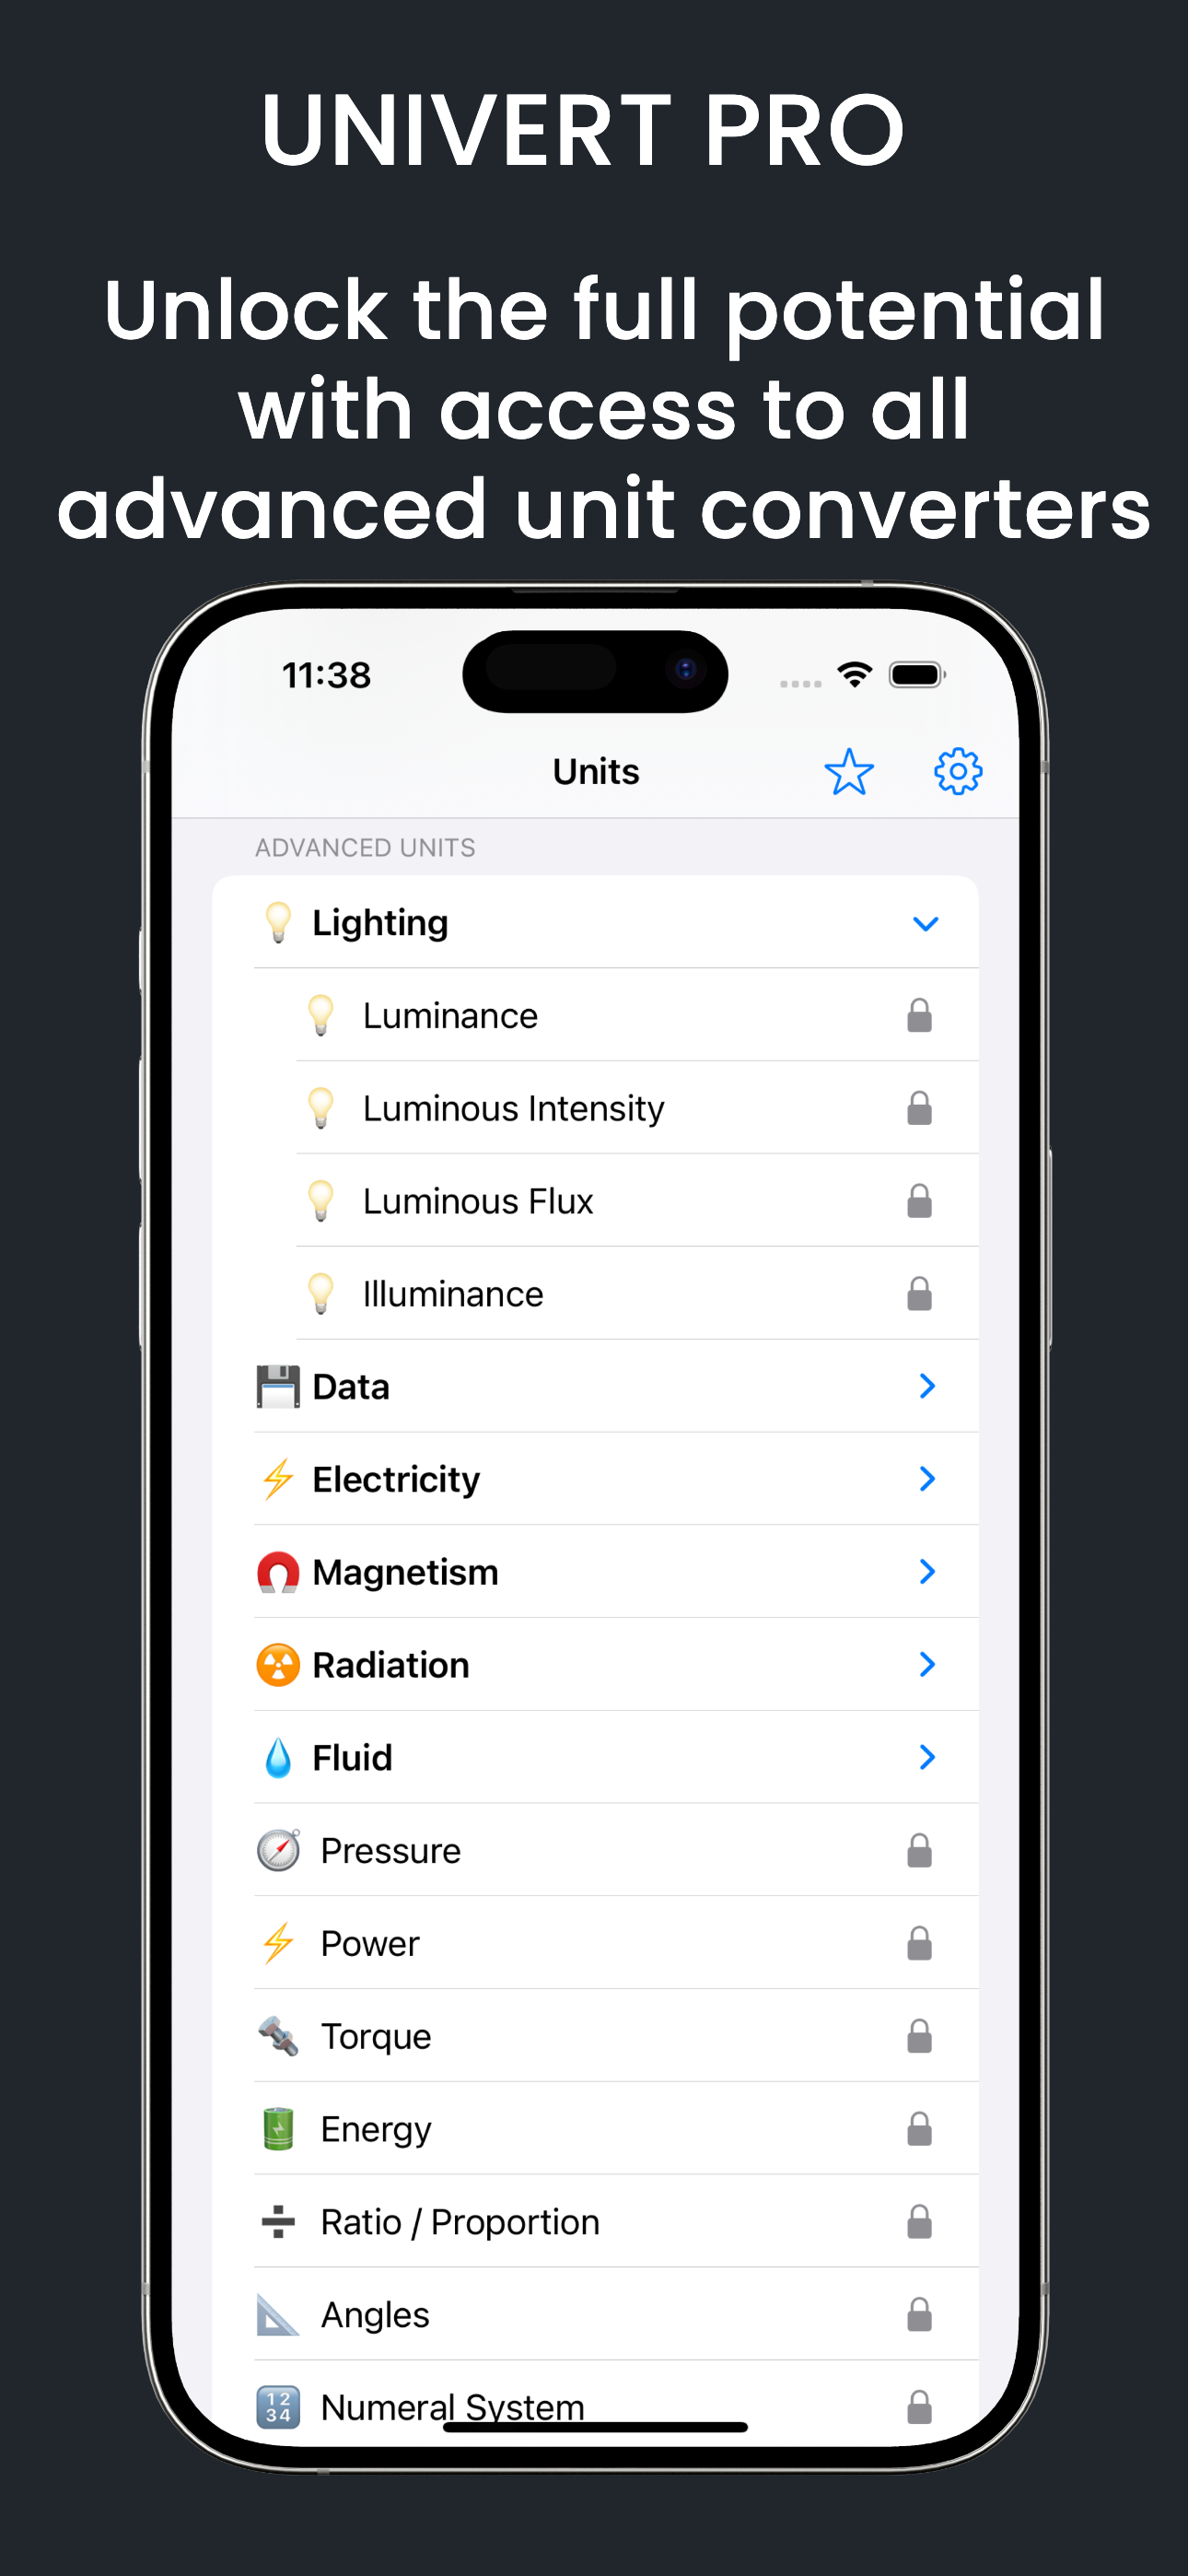 UNIVERT PRO
Unlock the full potential
with access to all
advanced unit converters
11:38
Units
ADVANCED UNITS
Lighting
Luminance
Luminous Intensity
Luminous Flux
Illuminance
Data
Electricity
Magnetism
Radiation
Fluid
Pressure
Power
Torque
Energy
Ratio / Proportion
Angles
12
34
Numeral System